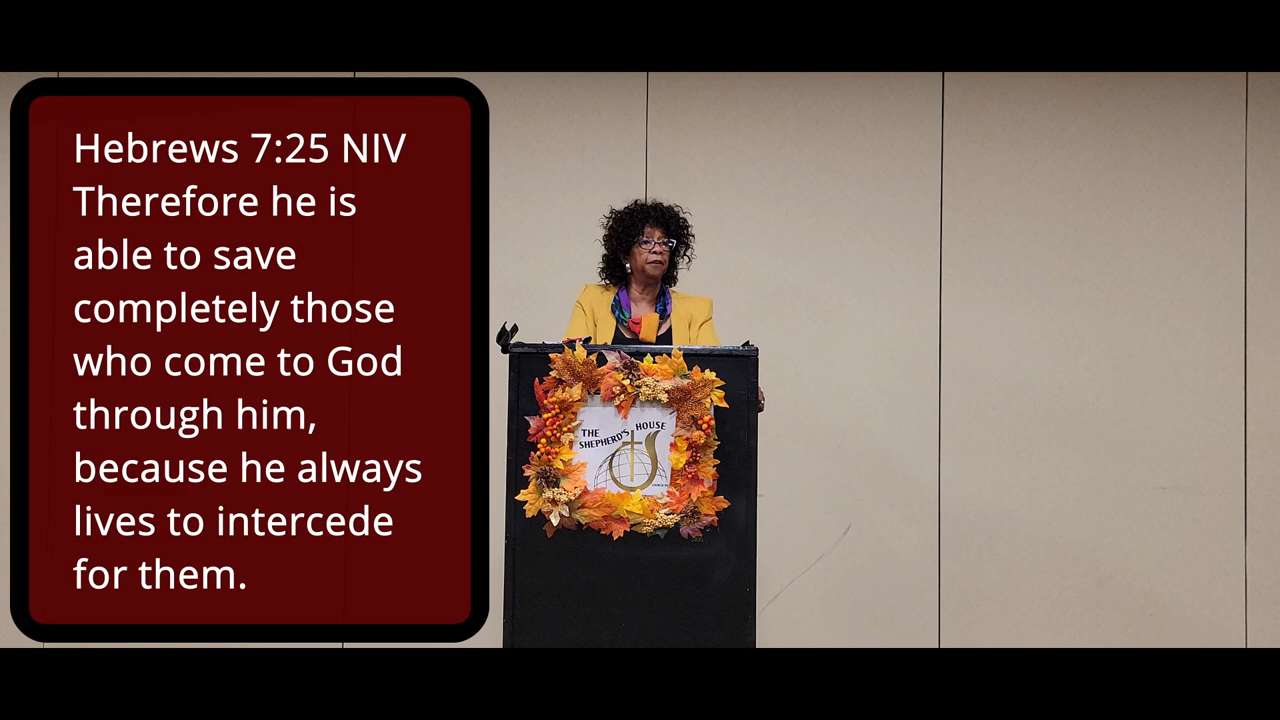 Hebrews 7:25 NIV
Therefore he is
able to save
completely those
who come to God
through him,
because he always
lives to intercede
for them.
THE
SHEPHERD'S HOUSE